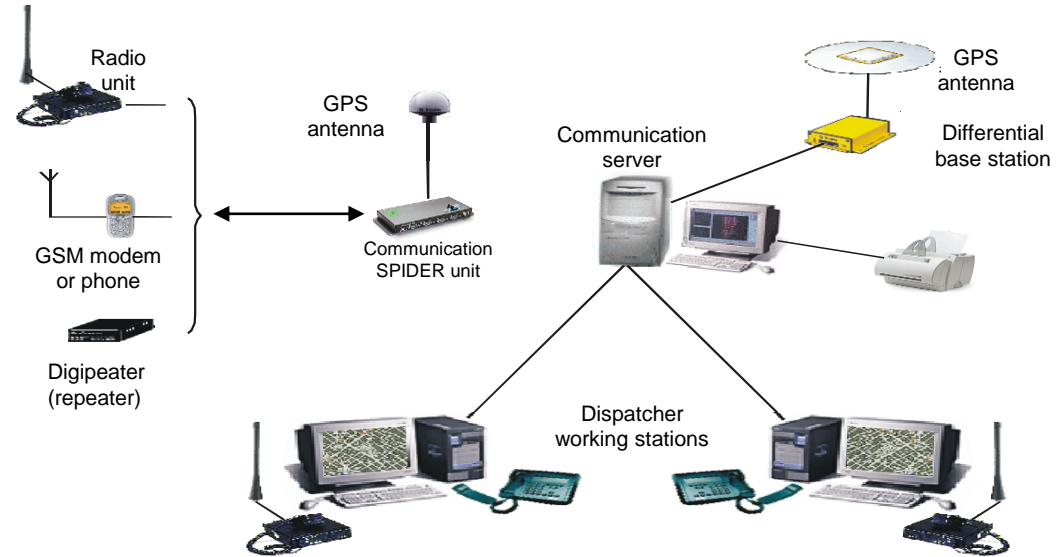 Radio
unit
GSM modem
or phone
Digipeater
(repeater)
GPS
antenna
Communication
SPIDER unit
Communication
server
GPS
antenna
Differential
base station
Dispatcher
working stations